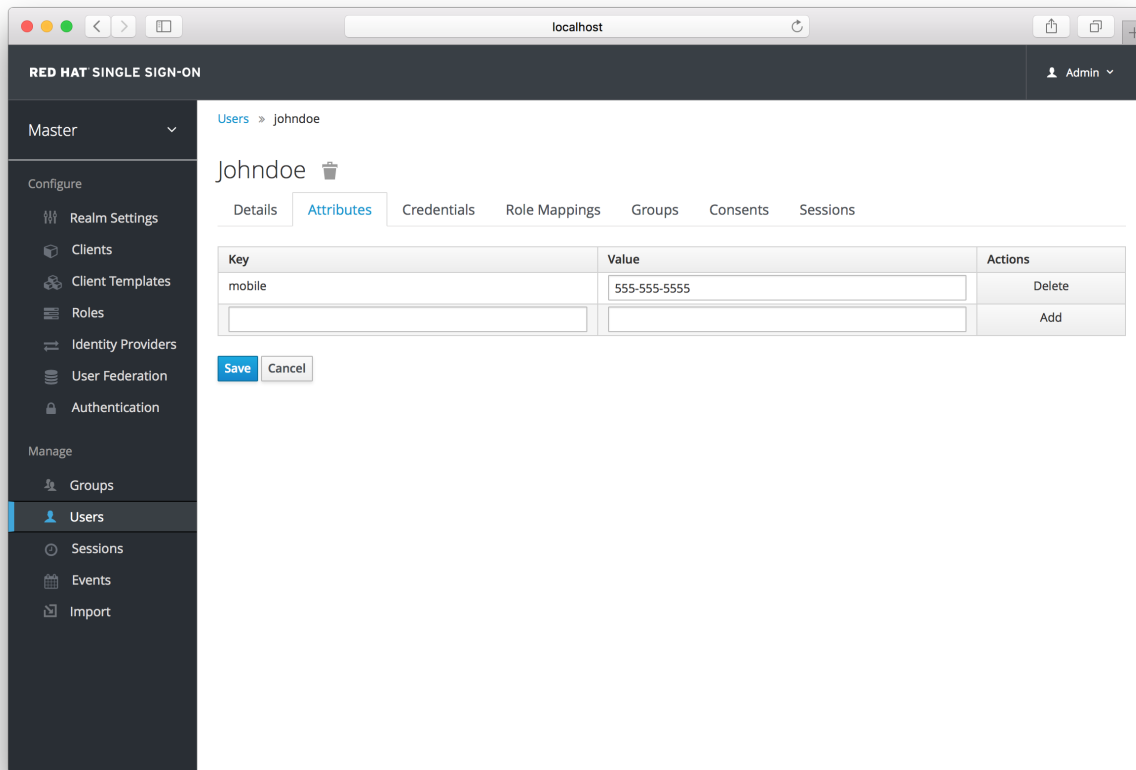 localhost
RED HAT SINGLE SIGN-ON
Admin
Master
Configure
Realm Settings
Clients
Client Templates
Roles
Identity Providers
User Federation
Authentication
Manage
Groups
Users
Sessions
Events
Import
Users » johndoe
Johndoe
Details Attributes Credentials Role Mappings Groups Consents Sessions
Key Value Actions
mobile 555-555-5555 Delete
Add
Save Cancel